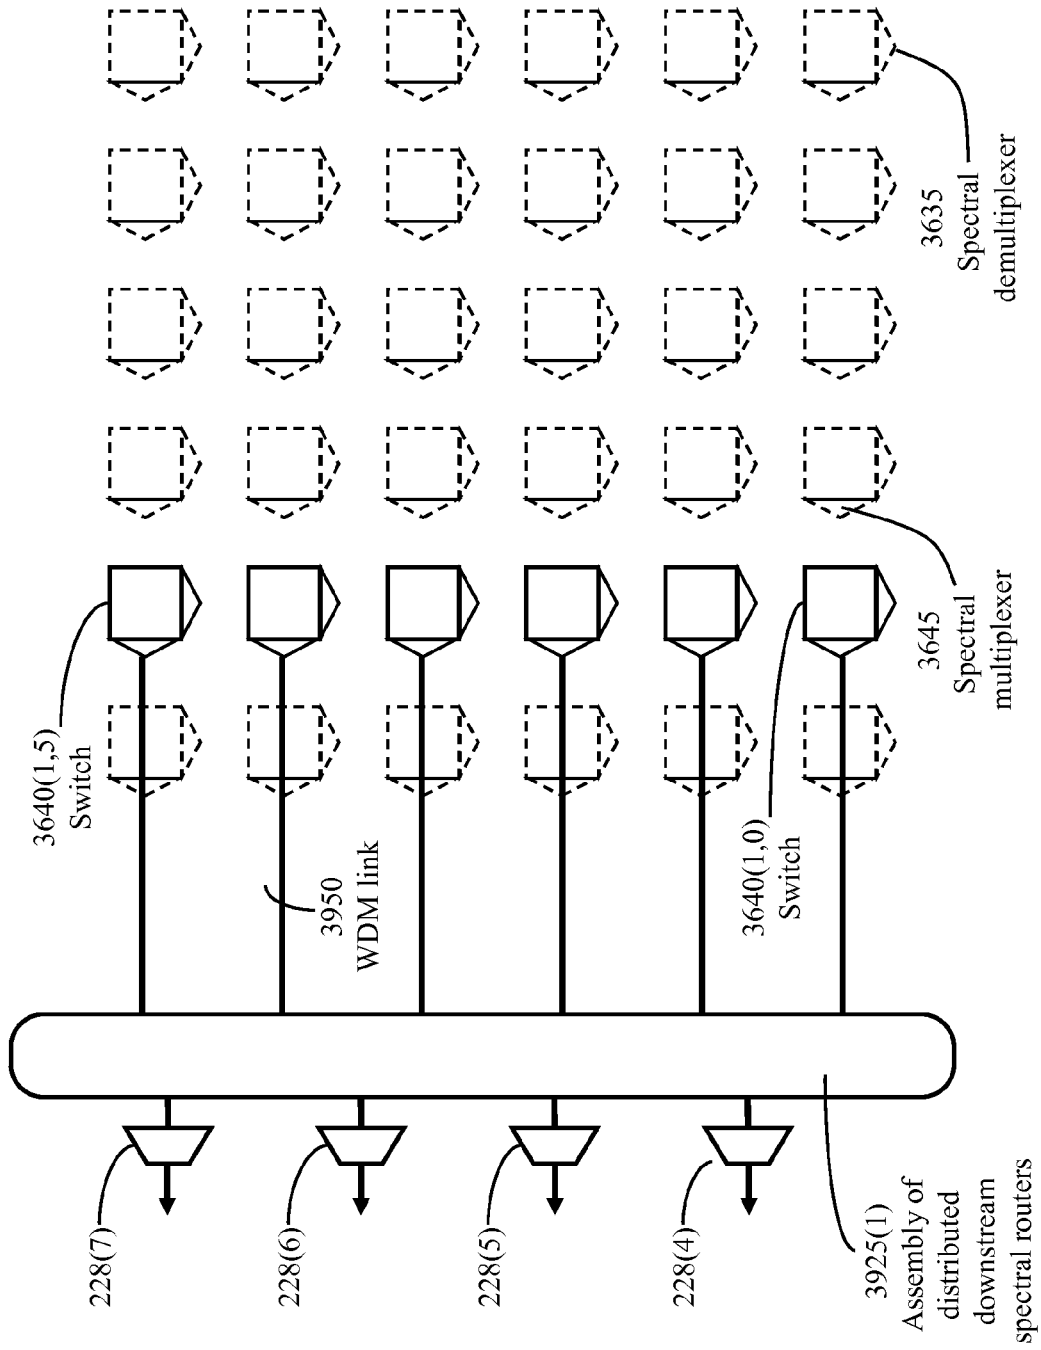 228(7)
228(6)
228(5)
228(4)
3925(1)
Assembly of
distributed
downstream
spectral routers
3950
WDM link
3640(1,5)
Switch
3640(1,0)
Switch
3645
Spectral
multiplexer
3635
Spectral
demultiplexer